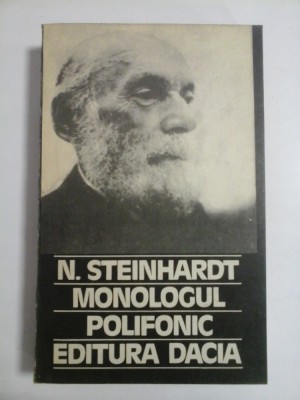 N. STEINHARDT
MONOLOGUL
POLIFONIC
EDITURA DACIA